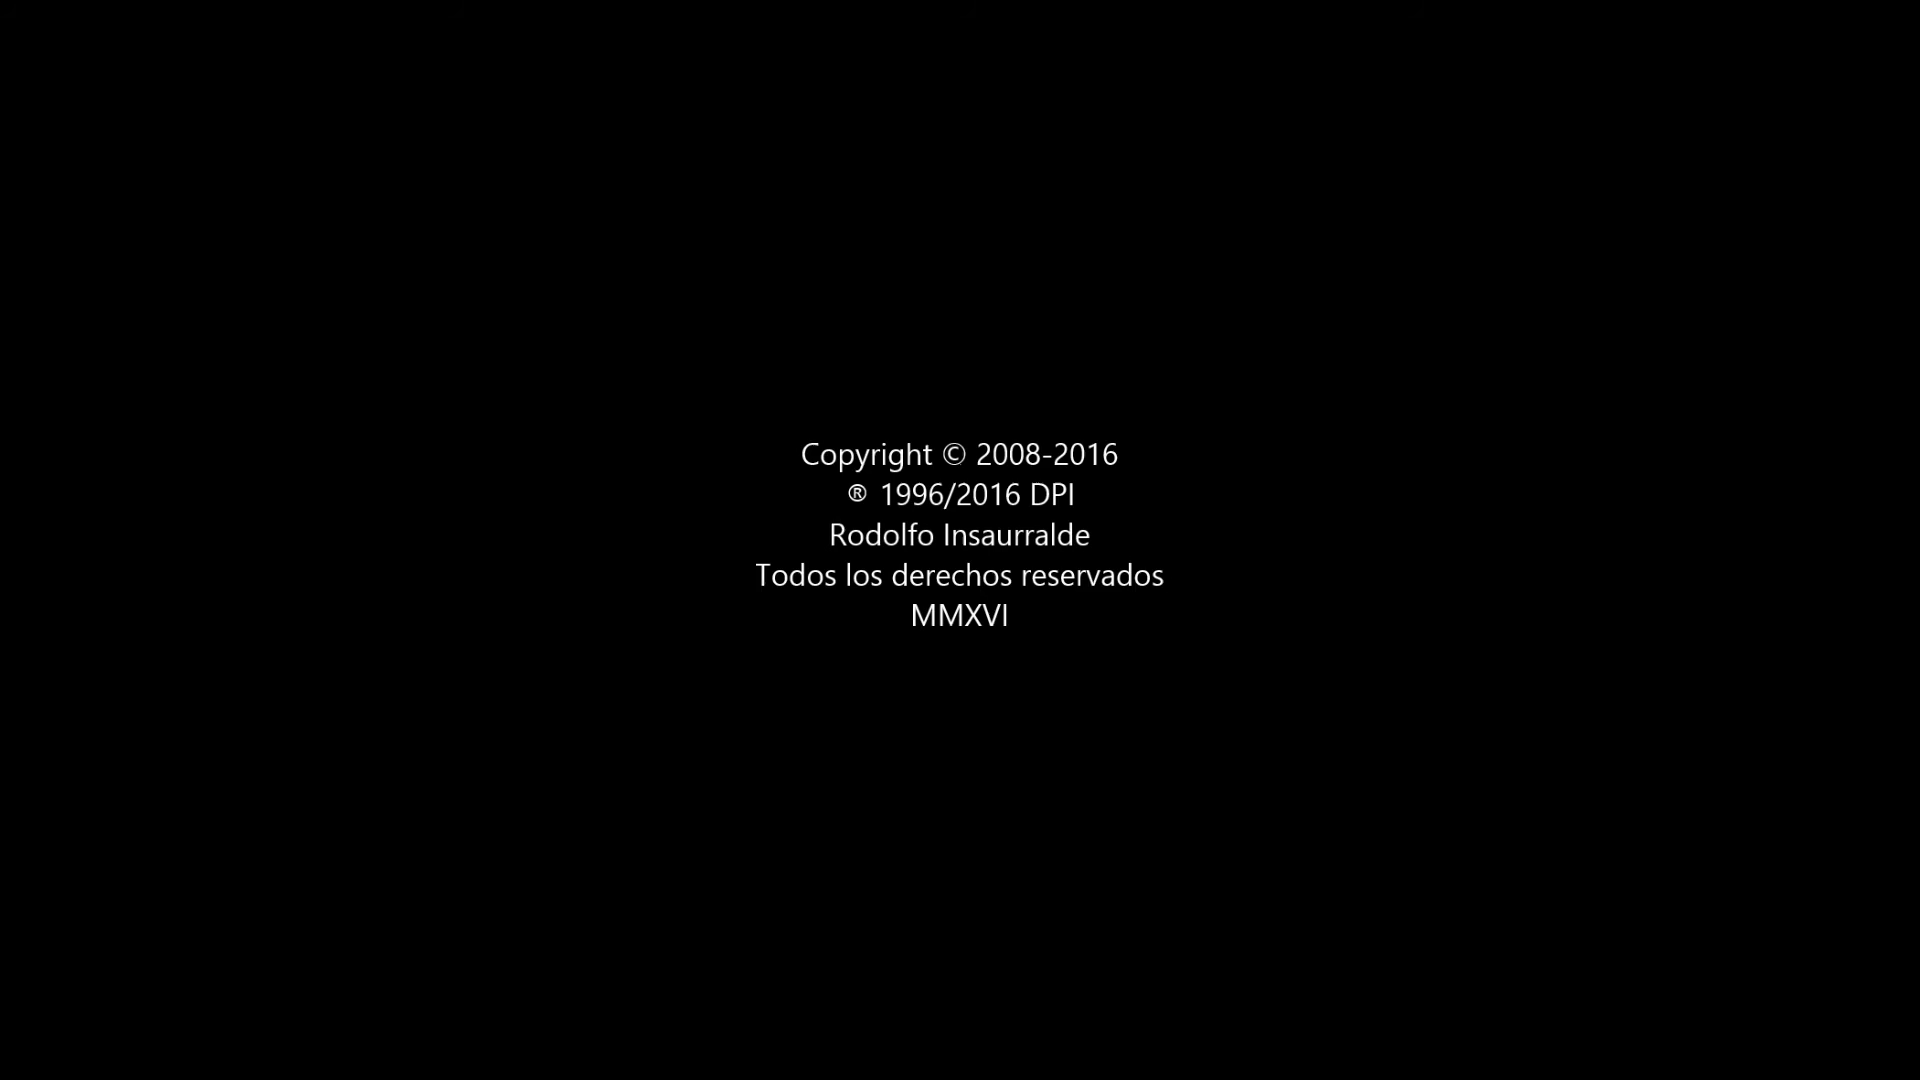 Copyright © 2008-2016
® 1996/2016 DPI
Rodolfo Insaurralde
Todos los derechos reservados
MMXVI